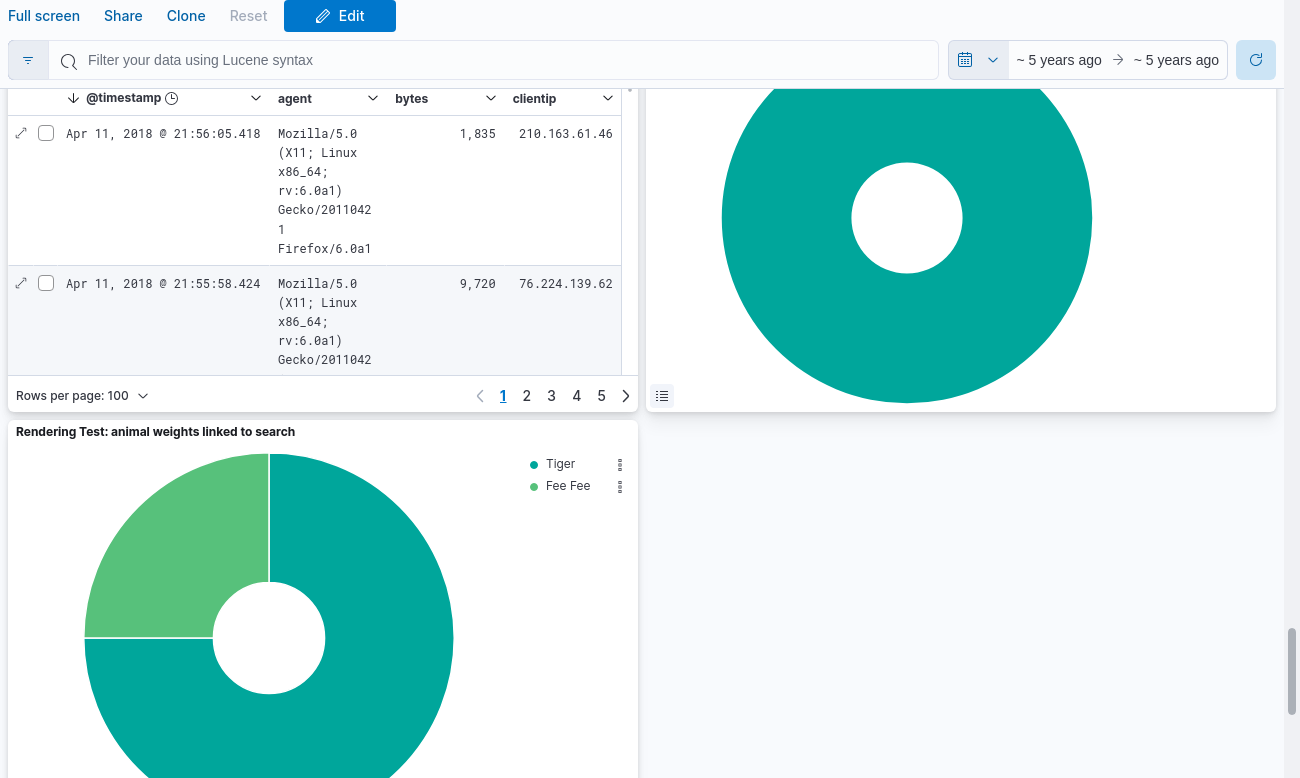 Full screen Share Clone Reset Edit
Filter your data using Lucene syntax ~ 5 years ago → ~ 5 years ago
@timestamp agent bytes clientip
Apr 11, 2018 @ 21:56:05.418 Mozilla/5.0 1,835 210.163.61.46
(X11; Linux
x86_64;
rv:6.0a1)
Gecko/2011042
1
Firefox/6.0a1
Apr 11, 2018 @ 21:55:58.424 Mozilla/5.0 9,720 76.224.139.62
(X11; Linux
x86_64;
rv:6.0a1)
Gecko/2011042
Rows per page: 100 1 2 3 4 5
Rendering Test: animal weights linked to search
Tiger
Fee Fee